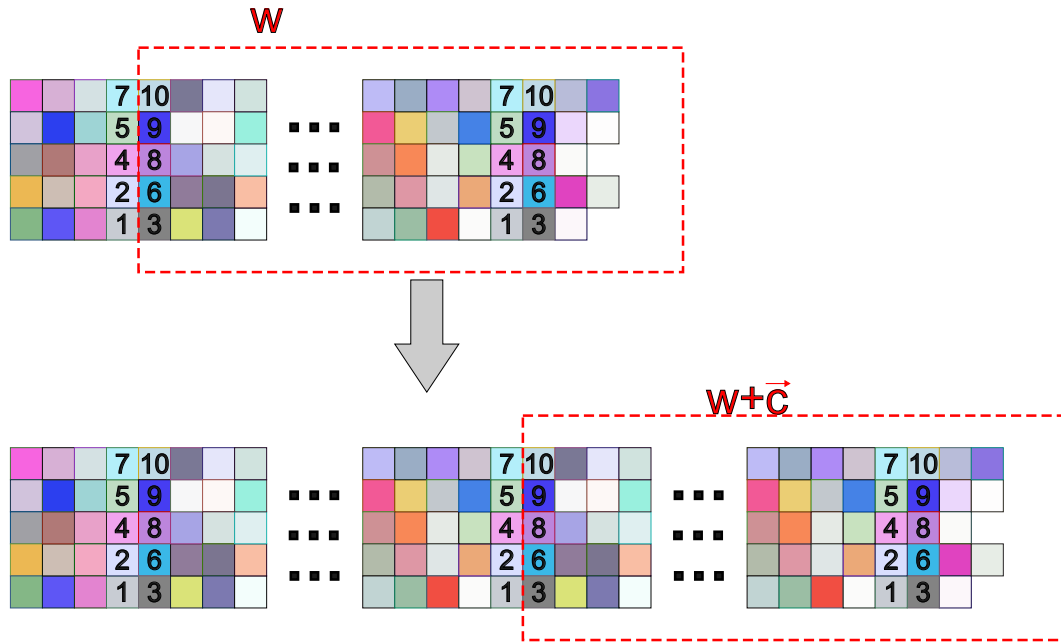 W
7 10 7 10
5 9 5 9
4 8 4 8
2 6 2 6
1 3 1 3
W+c⃗
7 10 7 10 7 10
5 9 5 9 5 9
4 8 4 8 4 8
2 6 2 6 2 6
1 3 1 3 1 3